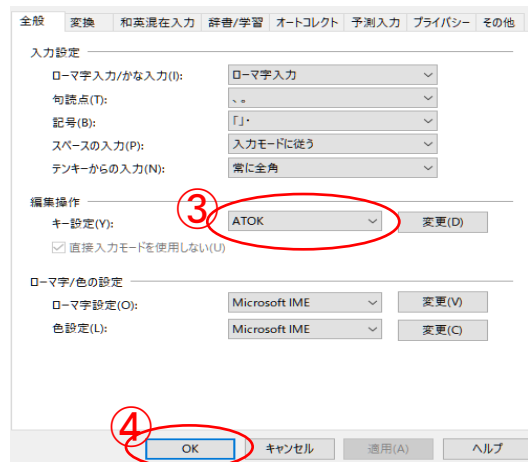 全般 変換 和英混在入力 辞書/学習 オートコレクト 予測入力 プライバシー その他
入力設定
ローマ字入力/かな入力(I): ローマ字入力
句読点(T): 、。
記号(B): 「」・
スペースの入力(P): 入力モードに従う
テンキーからの入力(N): 常に全角
編集操作
③
キー設定(Y): ATOK 変更(D)
直接入力モードを使用しない(U)
ローマ字/色の設定
ローマ字設定(O): Microsoft IME 変更(V)
色設定(L): Microsoft IME 変更(C)
④
OK キャンセル 適用(A) ヘルプ